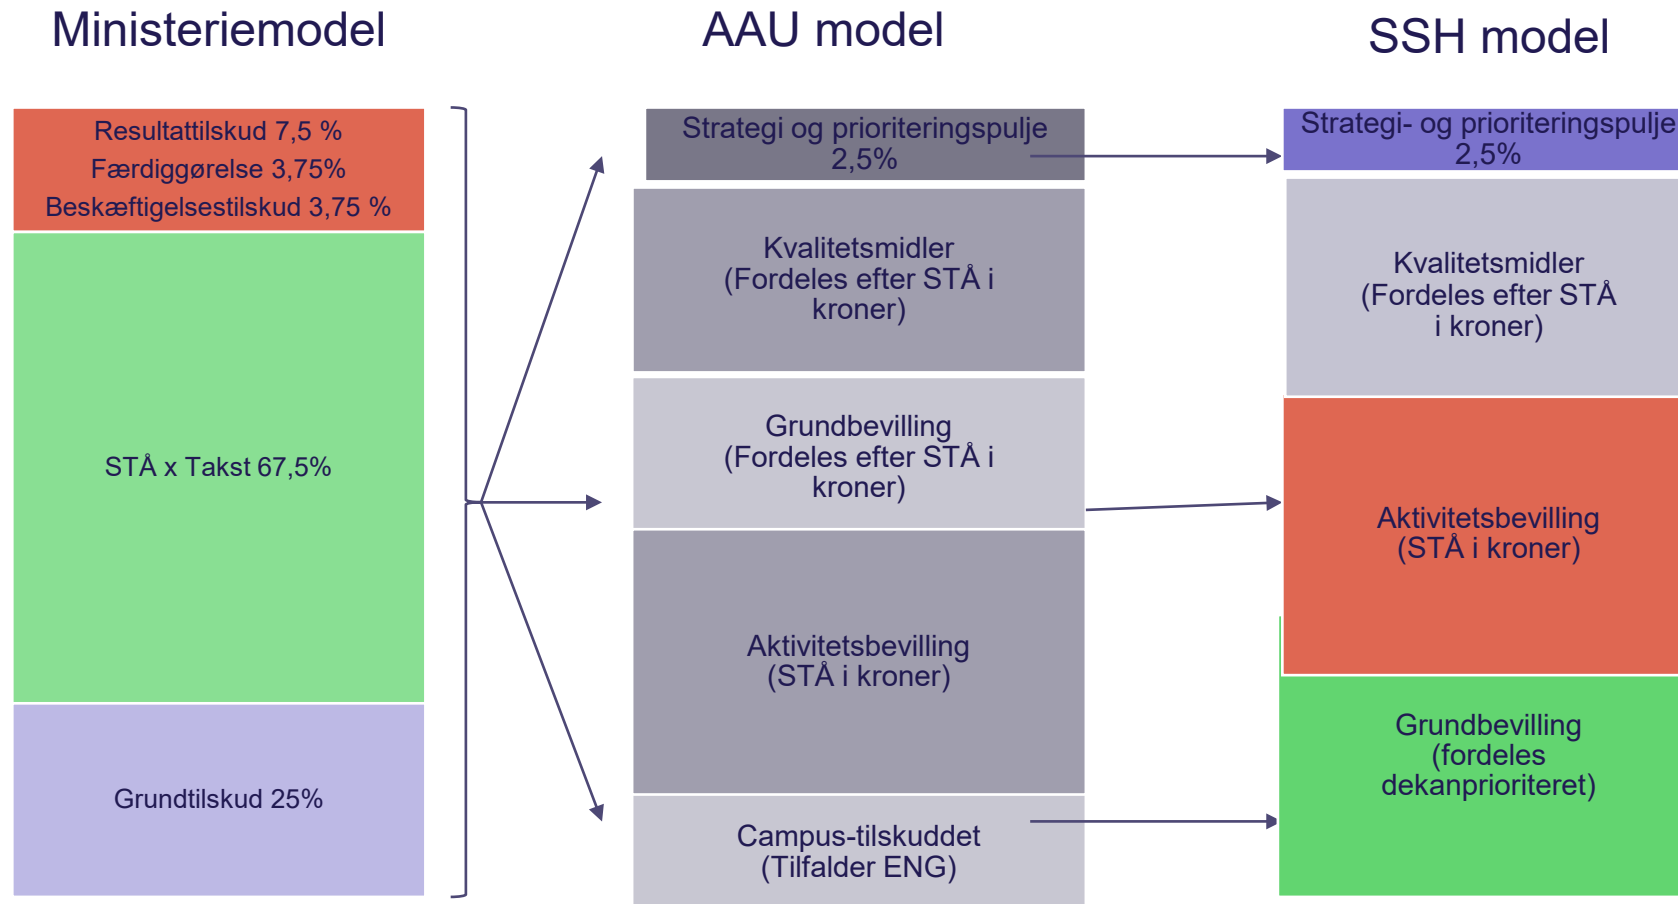 Ministeriemodel
Resultattilskud 7,5 %
Færdiggørelse 3,75%
Beskæftigelsestilskud 3,75 %
STÅ x Takst 67,5%
Grundtilskud 25%
AAU model
Strategi og prioriteringspulje
2,5%
Kvalitetsmidler
(Fordeles efter STÅ i
kroner)
Grundbevilling
(Fordeles efter STÅ i
kroner)
Aktivitetsbevilling
(STÅ i kroner)
Campus-tilskuddet
(Tilfalder ENG)
SSH model
Strategi- og prioriteringspulje
2,5%
Kvalitetsmidler
(Fordeles efter STÅ
i kroner)
Aktivitetsbevilling
(STÅ i kroner)
Grundbevilling
(fordeles
dekanprioriteret)